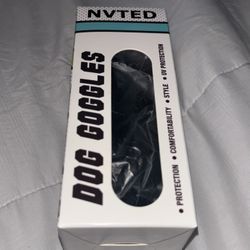 NVTED
DOG GOGGLES
• PROTECTION • COMFORTABILITY • STYLE • UV PROTECTION